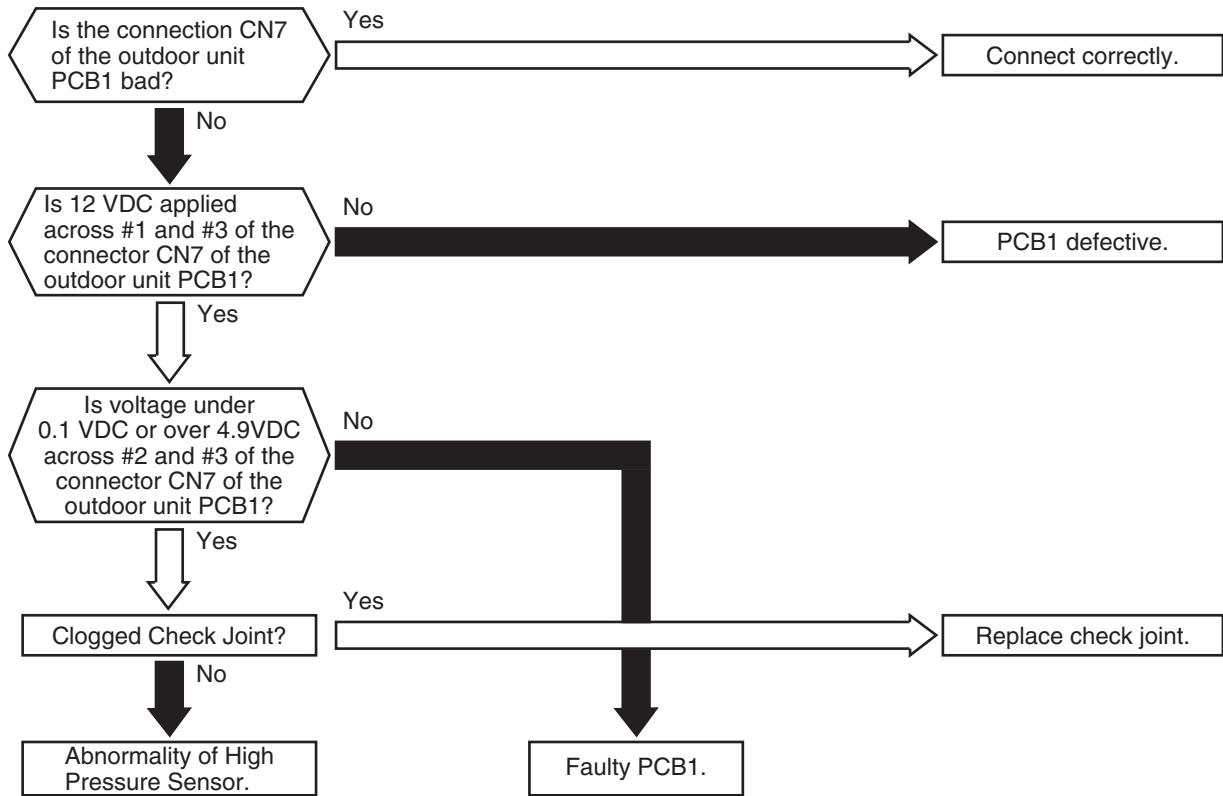 Is the connection CN7
of the outdoor unit
PCB1 bad?
Yes
Connect correctly.
No
Is 12 VDC applied
across #1 and #3 of the
connector CN7 of the
outdoor unit PCB1?
No
PCB1 defective.
Yes
Is voltage under
0.1 VDC or over 4.9VDC
across #2 and #3 of the
connector CN7 of the
outdoor unit PCB1?
No
Yes
Clogged Check Joint?
Yes
Replace check joint.
No
Abnormality of High
Pressure Sensor.
Faulty PCB1.